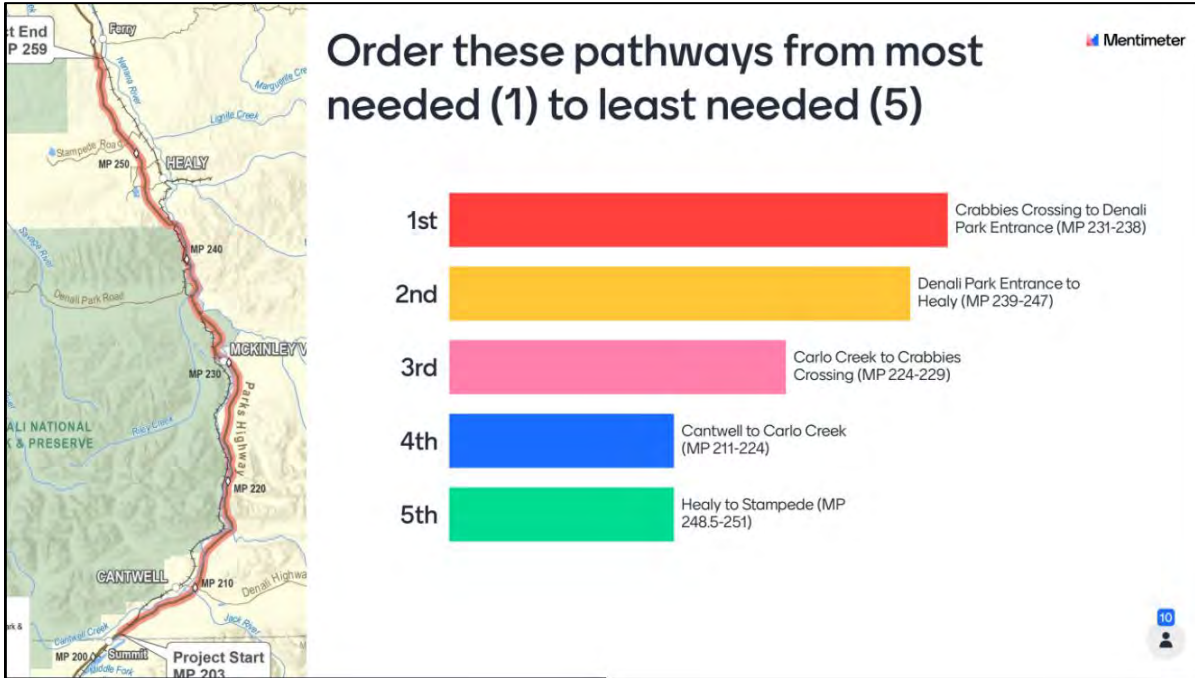 Order these pathways from most
needed (1) to least needed (5)
Mentimeter
1st
Crabbies Crossing to Denali
Park Entrance (MP 231-238)
2nd
Denali Park Entrance to
Healy (MP 239-247)
3rd
Carlo Creek to Crabbies
Crossing (MP 224-229)
4th
Cantwell to Carlo Creek
(MP 211-224)
5th
Healy to Stampede (MP
248.5-251)
10
ct End
P 259
Ferry
Nenana River
Marguerite Cre
Lignite Creek
Stampede Road
MP 250
HEALY
Savage River
MP 240
Denali Park Road
MCKINLEY V
MP 230
Riley Creek
Parks Highway
ALI NATIONAL
K & PRESERVE
MP 220
CANTWELL
MP 210
Denali Highwa
Jack River
Cantwell Creek
MP 200
Summit
iddle Fork
Project Start
MP 203